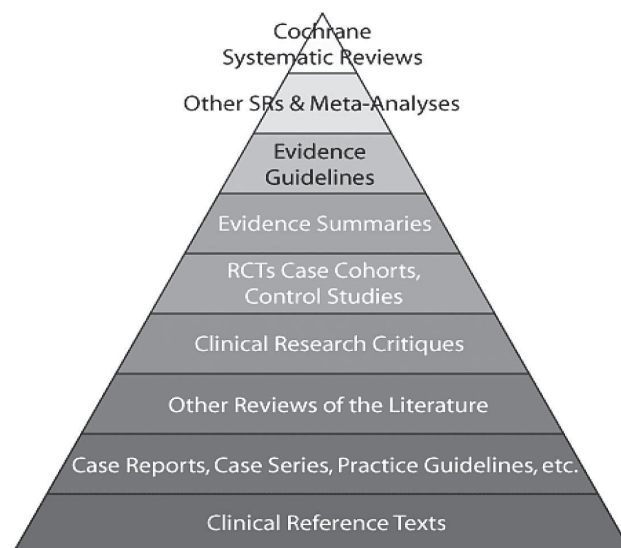 Cochrane
Systematic Reviews
Other SRs & Meta-Analyses
Evidence
Guidelines
Evidence Summaries
RCTs Case Cohorts,
Control Studies
Clinical Research Critiques
Other Reviews of the Literature
Case Reports, Case Series, Practice Guidelines, etc.
Clinical Reference Texts